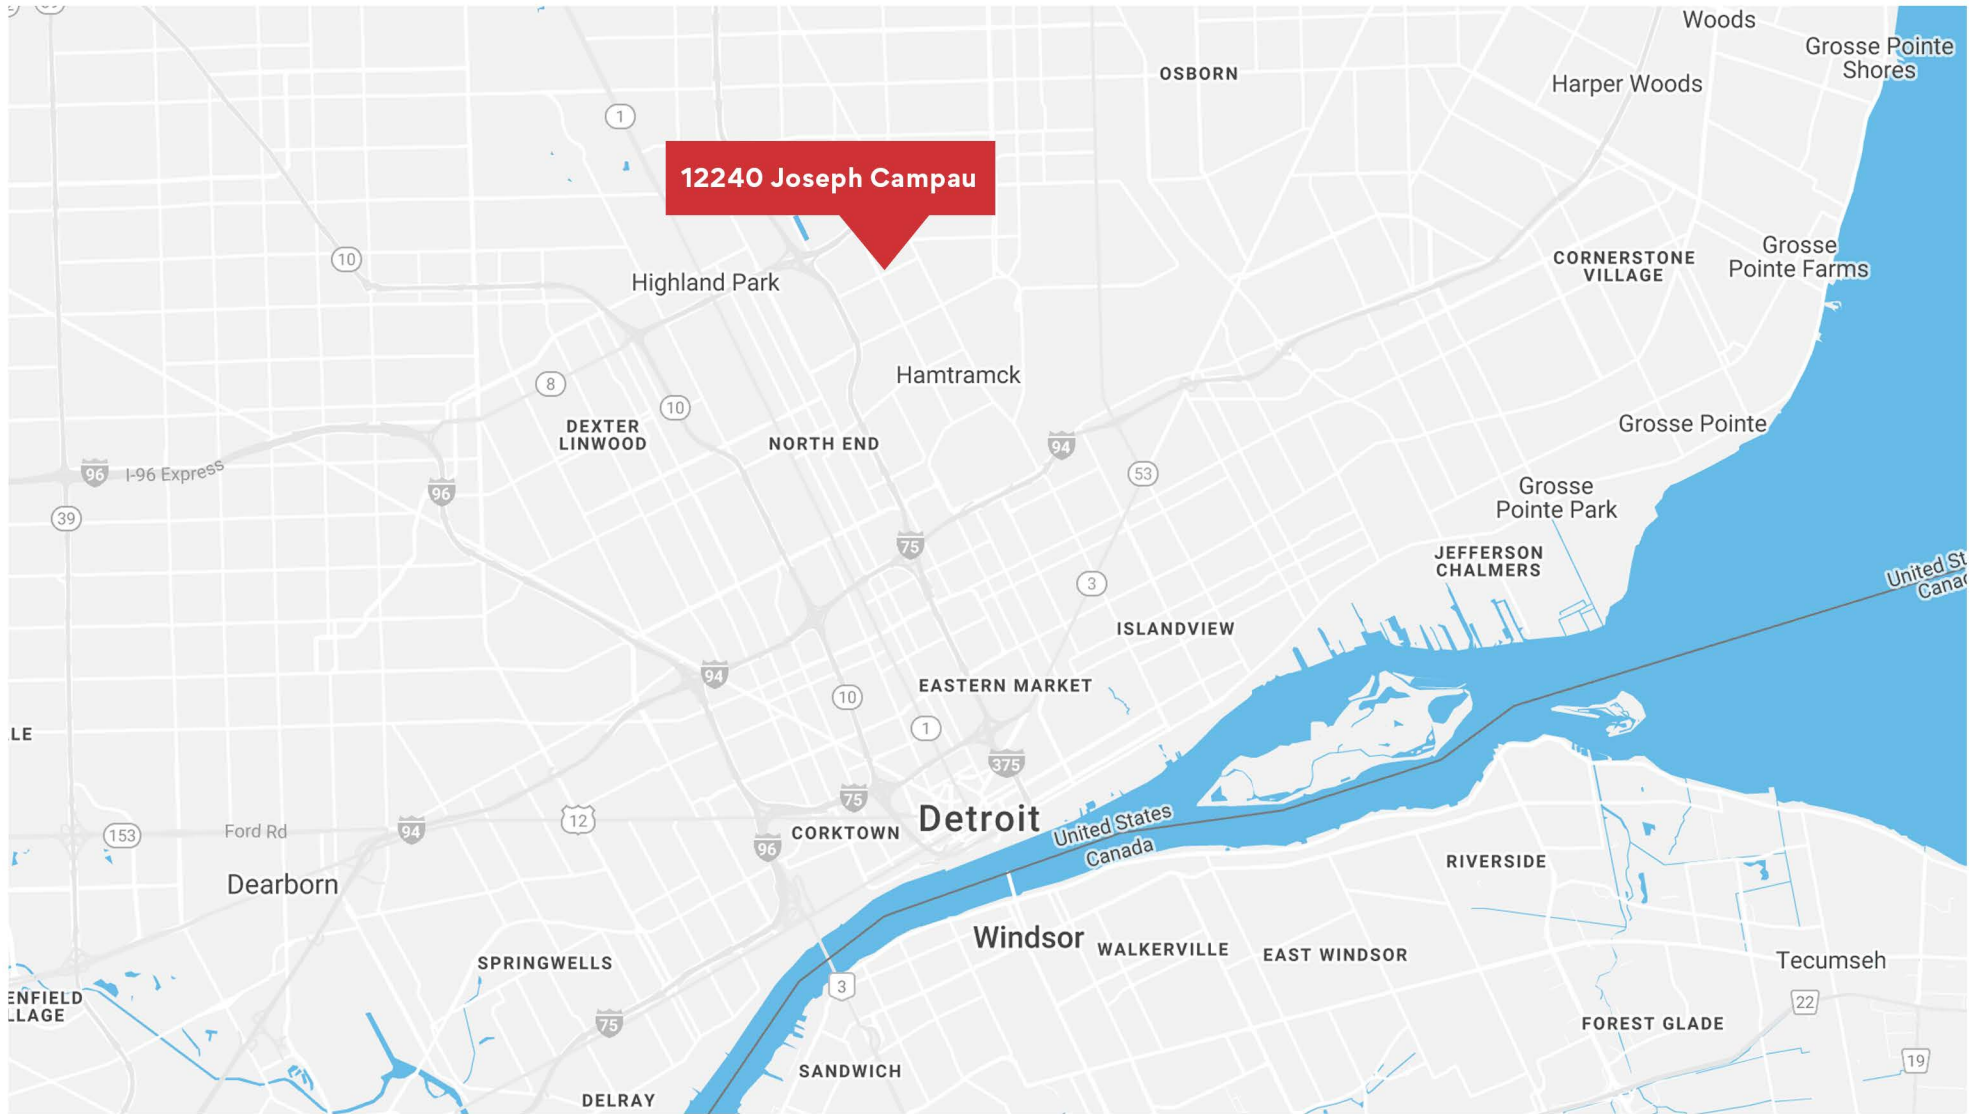 Woods
Grosse Pointe
Shores
OSBORN
Harper Woods
1
12240 Joseph Campau
10
Highland Park
CORNERSTONE
VILLAGE
Grosse
Pointe Farms
Hamtramck
8
10
DEXTER
LINWOOD
NORTH END
94
Grosse Pointe
96
I-96 Express
96
53
39
Grosse
Pointe Park
75
JEFFERSON
CHALMERS
United St
Canad
3
ISLANDVIEW
94
10
EASTERN MARKET
1
LE
375
75
12
153
Ford Rd
94
CORKTOWN
Detroit
96
United States
Canada
RIVERSIDE
Dearborn
Windsor
WALKERVILLE
EAST WINDSOR
SPRINGWELLS
Tecumseh
3
22
ENFIELD
LLAGE
75
FOREST GLADE
SANDWICH
19
DELRAY